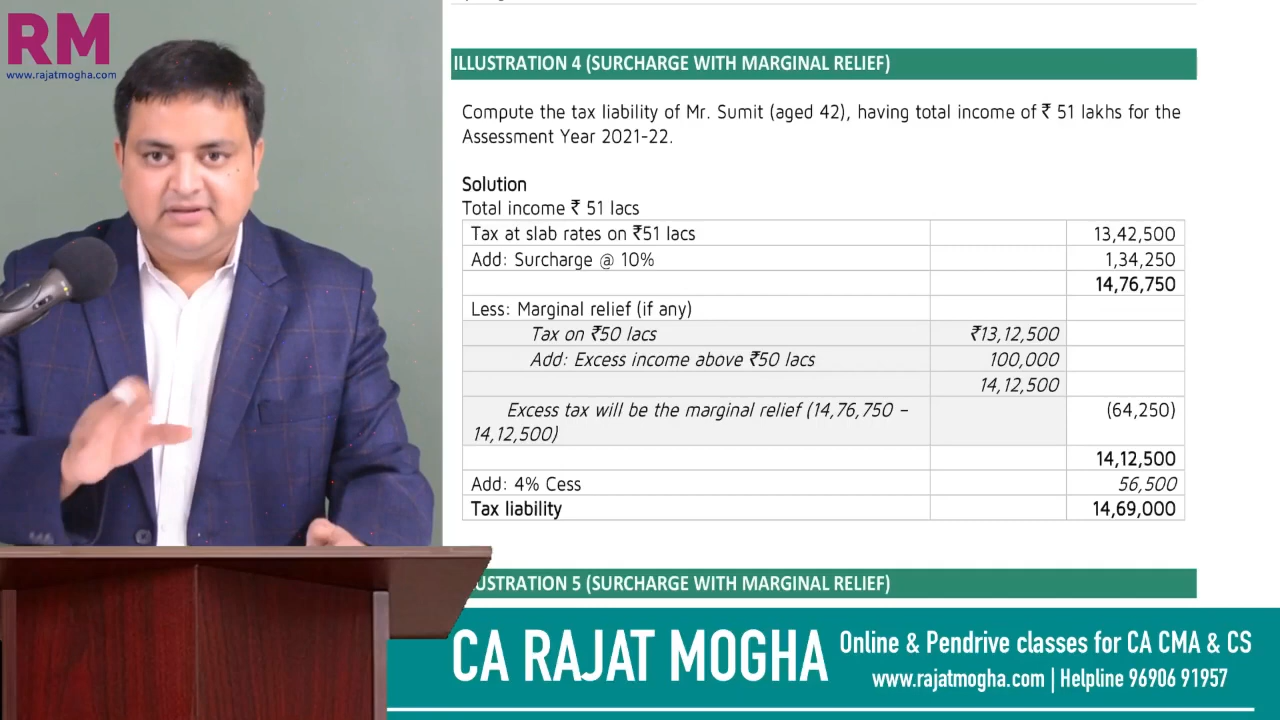 RM
www.rajatmogha.com
ILLUSTRATION 4 (SURCHARGE WITH MARGINAL RELIEF)
Compute the tax liability of Mr. Sumit (aged 42), having total income of ₹ 51 lakhs for the
Assessment Year 2021-22.
Solution
Total income ₹ 51 lacs
Tax at slab rates on ₹51 lacs 13,42,500
Add: Surcharge @ 10% 1,34,250
14,76,750
Less: Marginal relief (if any)
Tax on ₹50 lacs ₹13,12,500
Add: Excess income above ₹50 lacs 100,000
14,12,500
Excess tax will be the marginal relief (14,76,750 – (64,250)
14,12,500)
14,12,500
Add: 4% Cess 56,500
Tax liability 14,69,000
USTRATION 5 (SURCHARGE WITH MARGINAL RELIEF)
CA RAJAT MOGHA
Online & Pendrive classes for CA CMA & CS
www.rajatmogha.com | Helpline 96906 91957